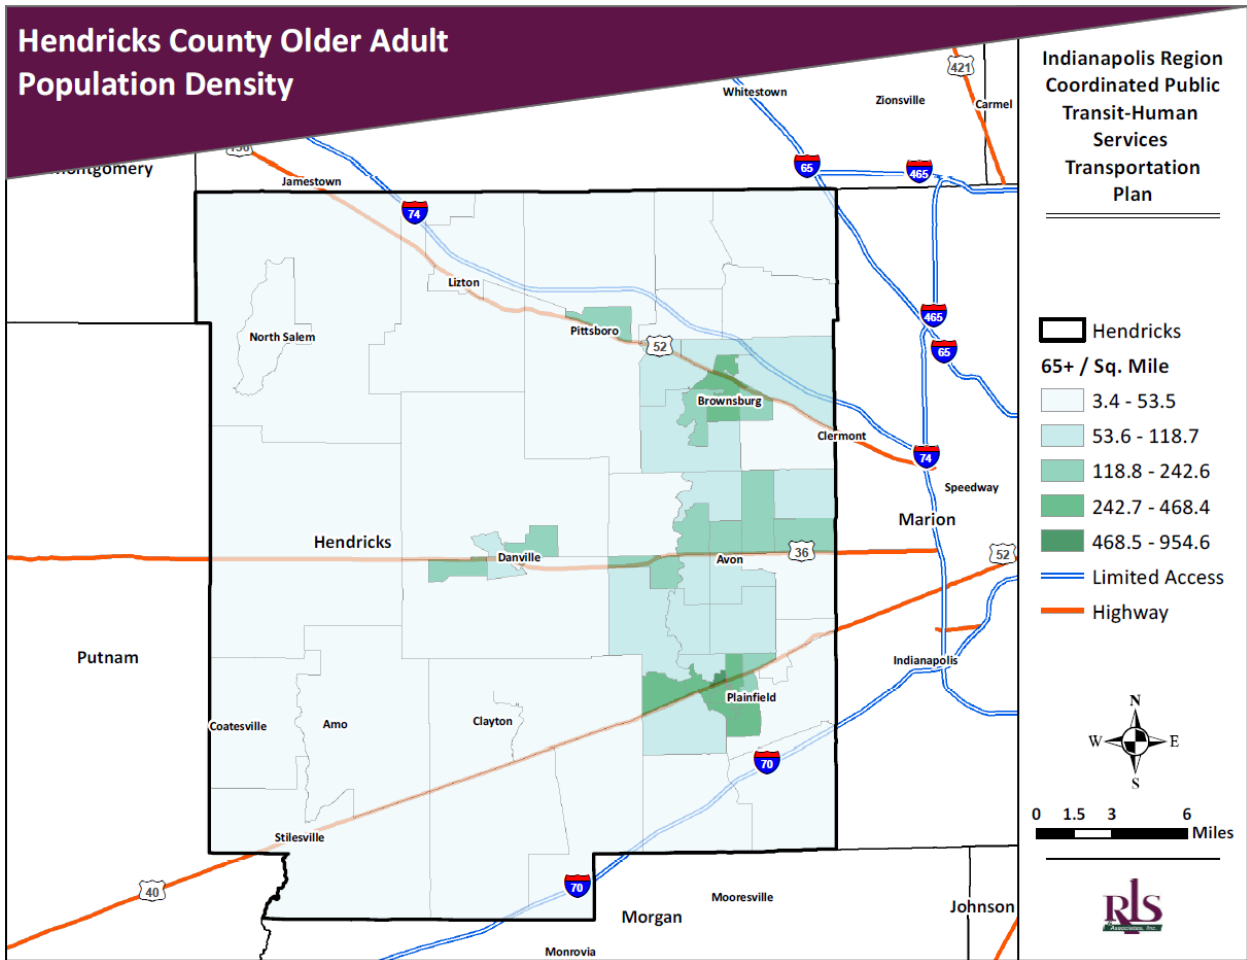 Hendricks County Older Adult
Population Density
Indianapolis Region
Coordinated Public
Transit-Human
Services
Transportation
Plan
421
Whitestown
Zionsville
Carmel
Jamestown
65
465
74
Lizton
North Salem
Pittsboro
52
465
65
Brownsburg
Clermont
74
Speedway
Marion
Hendricks
Danville
Avon
36
52
Putnam
Indianapolis
Plainfield
Coatesville
Amo
Clayton
70
Stilesville
40
70
Mooresville
Morgan
Johnson
Monrovia
Hendricks
65+ / Sq. Mile
3.4 - 53.5
53.6 - 118.7
118.8 - 242.6
242.7 - 468.4
468.5 - 954.6
Limited Access
Highway
N
W E
S
0 1.5 3 6
Miles
RLS
& Associates, Inc.